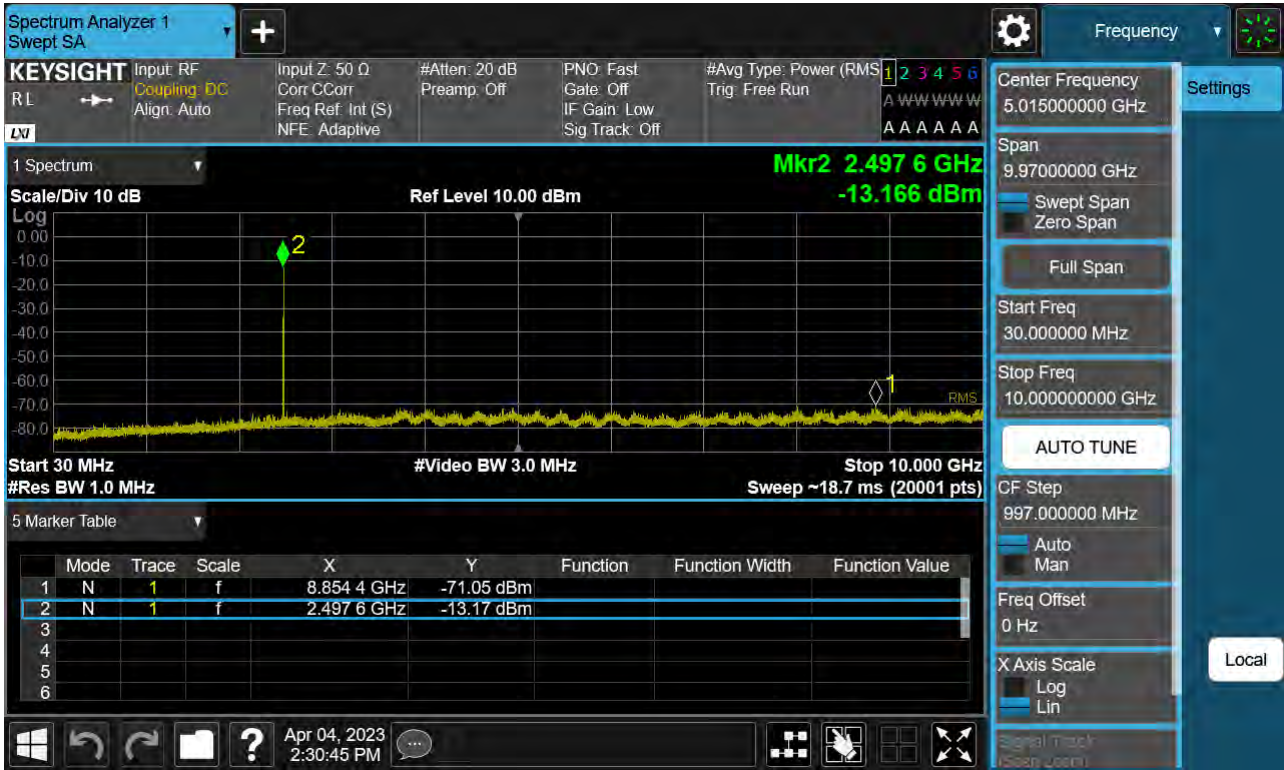 Spectrum Analyzer 1
Swept SA
+
Frequency
KEYSIGHT
R L
LXI
Input: RF
Coupling: DC
Align: Auto
Input Z: 50 Ω
Corr CCorr
Freq Ref: Int (S)
NFE: Adaptive
#Atten: 20 dB
Preamp: Off
PNO: Fast
Gate: Off
IF Gain: Low
Sig Track: Off
#Avg Type: Power (RMS
Trig: Free Run
1 2 3 4 5 6
A W W W W W
A A A A A A
Center Frequency
5.015000000 GHz
Settings
Span
9.97000000 GHz
Swept Span
Zero Span
Full Span
Start Freq
30.000000 MHz
Stop Freq
10.000000000 GHz
AUTO TUNE
CF Step
997.000000 MHz
Auto
Man
Freq Offset
0 Hz
X Axis Scale
Log
Lin
Signal Track
(Span Zoom)
Local
1 Spectrum
Mkr2 2.497 6 GHz
Scale/Div 10 dB
Ref Level 10.00 dBm
-13.166 dBm
Log
0.00
-10.0
-20.0
-30.0
-40.0
-50.0
-60.0
-70.0
-80.0
2
1
RMS
Start 30 MHz
#Video BW 3.0 MHz
Stop 10.000 GHz
#Res BW 1.0 MHz
Sweep ~18.7 ms (20001 pts)
5 Marker Table
Mode Trace Scale X Y Function Function Width Function Value
1 N 1 f 8.854 4 GHz -71.05 dBm
2 N 1 f 2.497 6 GHz -13.17 dBm
3
4
5
6
?
Apr 04, 2023
2:30:45 PM